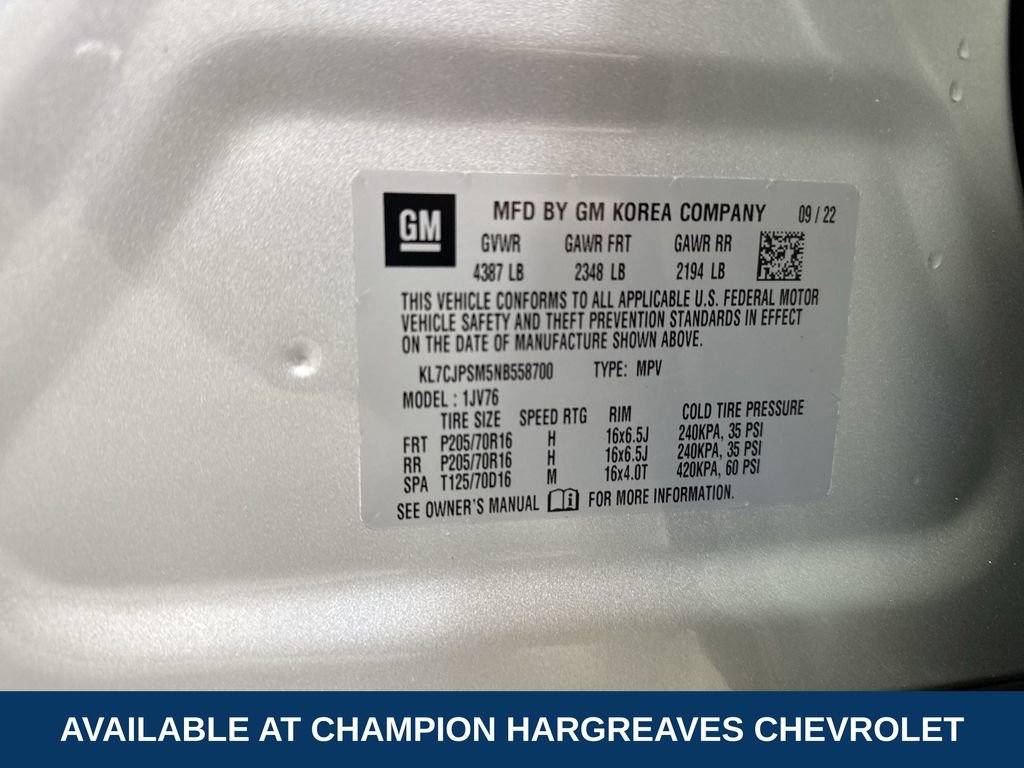 GM
MFD BY GM KOREA COMPANY 09/22
GVWR GAWR FRT GAWR RR
4387 LB 2348 LB 2194 LB
THIS VEHICLE CONFORMS TO ALL APPLICABLE U.S. FEDERAL MOTOR
VEHICLE SAFETY AND THEFT PREVENTION STANDARDS IN EFFECT
ON THE DATE OF MANUFACTURE SHOWN ABOVE.
KL7CJPSM5NB558700 TYPE: MPV
MODEL : 1JV76
TIRE SIZE SPEED RTG RIM COLD TIRE PRESSURE
FRT P205/70R16 H 16x6.5J 240KPA, 35 PSI
RR P205/70R16 H 16x6.5J 240KPA, 35 PSI
SPA T125/70D16 M 16x4.0T 420KPA, 60 PSI
SEE OWNER'S MANUAL FOR MORE INFORMATION.
AVAILABLE AT CHAMPION HARGREAVES CHEVROLET